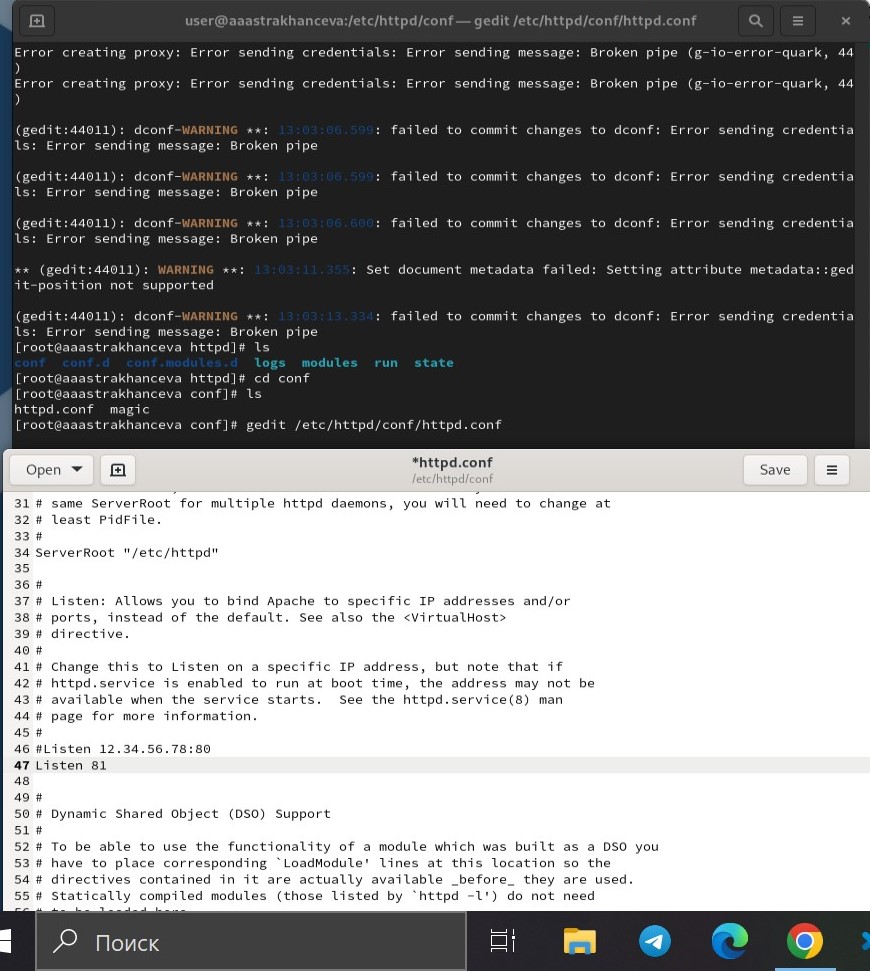 user@aaastrakhanceva:/etc/httpd/conf — gedit /etc/httpd/conf/httpd.conf
Error creating proxy: Error sending credentials: Error sending message: Broken pipe (g-io-error-quark, 44
)
Error creating proxy: Error sending credentials: Error sending message: Broken pipe (g-io-error-quark, 44
)
(gedit:44011): dconf-WARNING **: 13:03:06.599: failed to commit changes to dconf: Error sending credentia
ls: Error sending message: Broken pipe
(gedit:44011): dconf-WARNING **: 13:03:06.599: failed to commit changes to dconf: Error sending credentia
ls: Error sending message: Broken pipe
(gedit:44011): dconf-WARNING **: 13:03:06.600: failed to commit changes to dconf: Error sending credentia
ls: Error sending message: Broken pipe
** (gedit:44011): WARNING **: 13:03:11.355: Set document metadata failed: Setting attribute metadata::ged
it-position not supported
(gedit:44011): dconf-WARNING **: 13:03:13.334: failed to commit changes to dconf: Error sending credentia
ls: Error sending message: Broken pipe
[root@aaastrakhanceva httpd]# ls
conf conf.d conf.modules.d logs modules run state
[root@aaastrakhanceva httpd]# cd conf
[root@aaastrakhanceva conf]# ls
httpd.conf magic
[root@aaastrakhanceva conf]# gedit /etc/httpd/conf/httpd.conf
Open *httpd.conf Save
/etc/httpd/conf
31 # same ServerRoot for multiple httpd daemons, you will need to change at
32 # least PidFile.
33 #
34 ServerRoot "/etc/httpd"
35
36 #
37 # Listen: Allows you to bind Apache to specific IP addresses and/or
38 # ports, instead of the default. See also the <VirtualHost>
39 # directive.
40 #
41 # Change this to Listen on a specific IP address, but note that if
42 # httpd.service is enabled to run at boot time, the address may not be
43 # available when the service starts.  See the httpd.service(8) man
44 # page for more information.
45 #
46 #Listen 12.34.56.78:80
47 Listen 81
48
49 #
50 # Dynamic Shared Object (DSO) Support
51 #
52 # To be able to use the functionality of a module which was built as a DSO you
53 # have to place corresponding `LoadModule' lines at this location so the
54 # directives contained in it are actually available _before_ they are used.
55 # Statically compiled modules (those listed by `httpd -l') do not need
Поиск